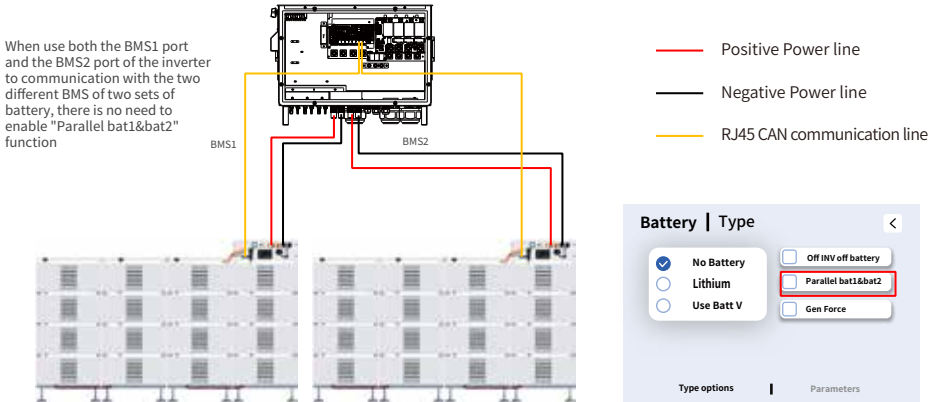 When use both the BMS1 port
and the BMS2 port of the inverter
to communication with the two
different BMS of two sets of
battery, there is no need to
enable "Parallel bat1&bat2"
function
BMS1
BMS2
Positive Power line
Negative Power line
RJ45 CAN communication line
Battery | Type
<
No Battery
Lithium
Use Batt V
Off INV off battery
Parallel bat1&bat2
Gen Force
Type options
Parameters